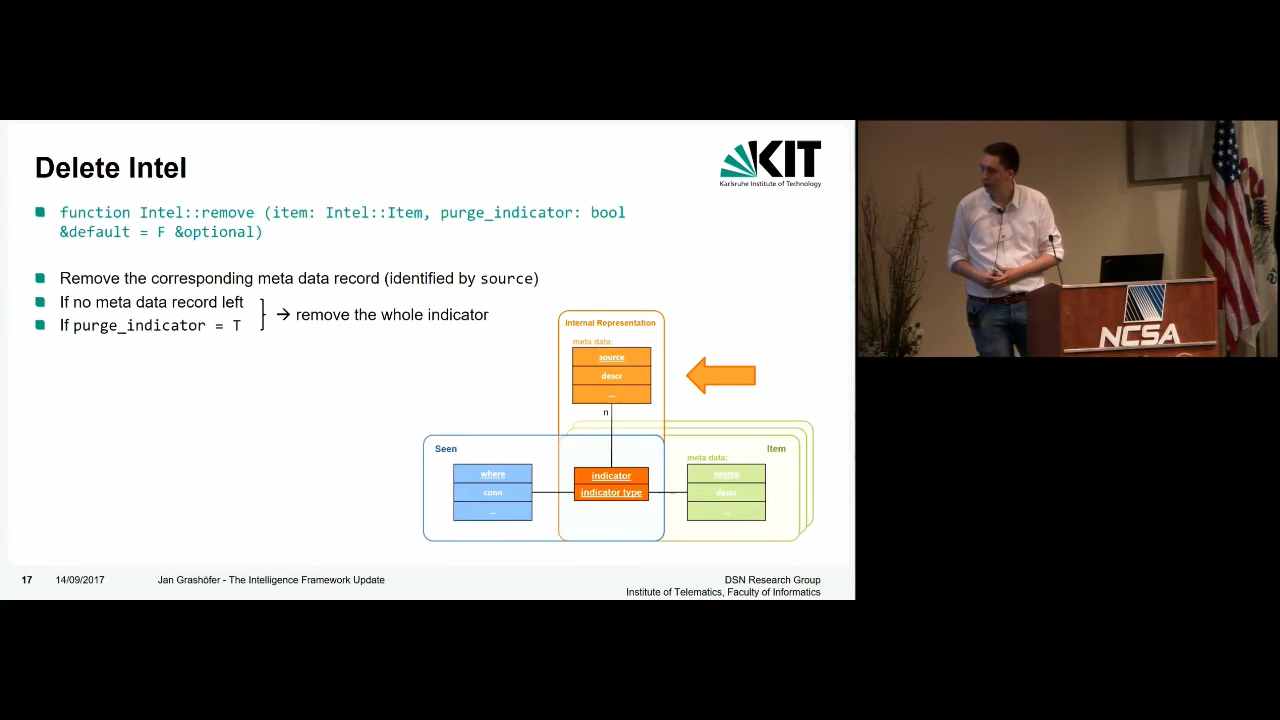 Delete Intel
KIT
Karlsruhe Institute of Technology
function Intel::remove (item: Intel::Item, purge_indicator: bool
&default = F &optional)
Remove the corresponding meta data record (identified by source)
If no meta data record left
If purge_indicator = T
→ remove the whole indicator
Internal Representation
meta data:
source
descr
...
n
Seen
where
conn
...
indicator
indicator type
Item
meta data:
source
descr
...
17
14/09/2017
Jan Grashöfer - The Intelligence Framework Update
DSN Research Group
Institute of Telematics, Faculty of Informatics
NCSA